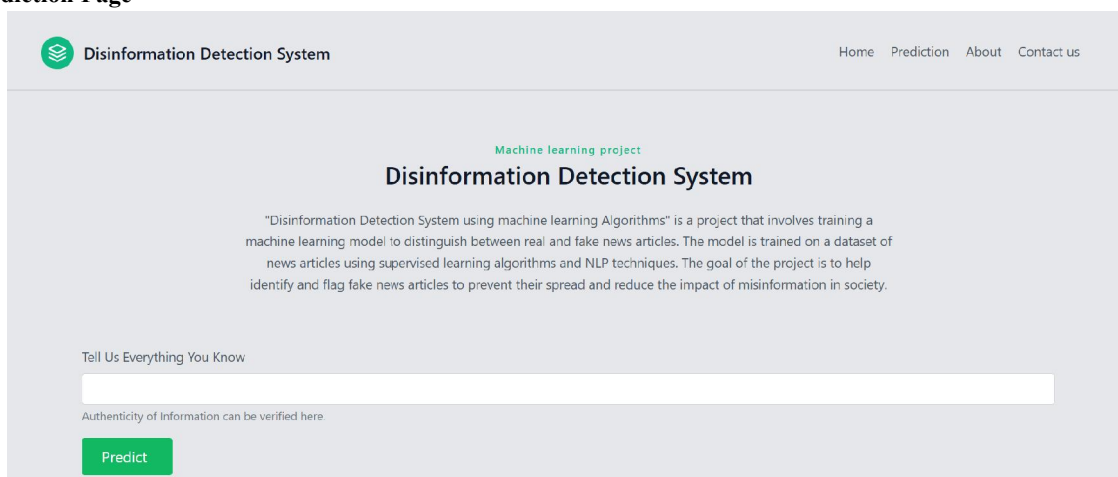 diction Page
Disinformation Detection System
Home Prediction About Contact us
Machine learning project
Disinformation Detection System
"Disinformation Detection System using machine learning Algorithms" is a project that involves training a
machine learning model to distinguish between real and fake news articles. The model is trained on a dataset of
news articles using supervised learning algorithms and NLP techniques. The goal of the project is to help
identify and flag fake news articles to prevent their spread and reduce the impact of misinformation in society.
Tell Us Everything You Know
Authenticity of Information can be verified here.
Predict